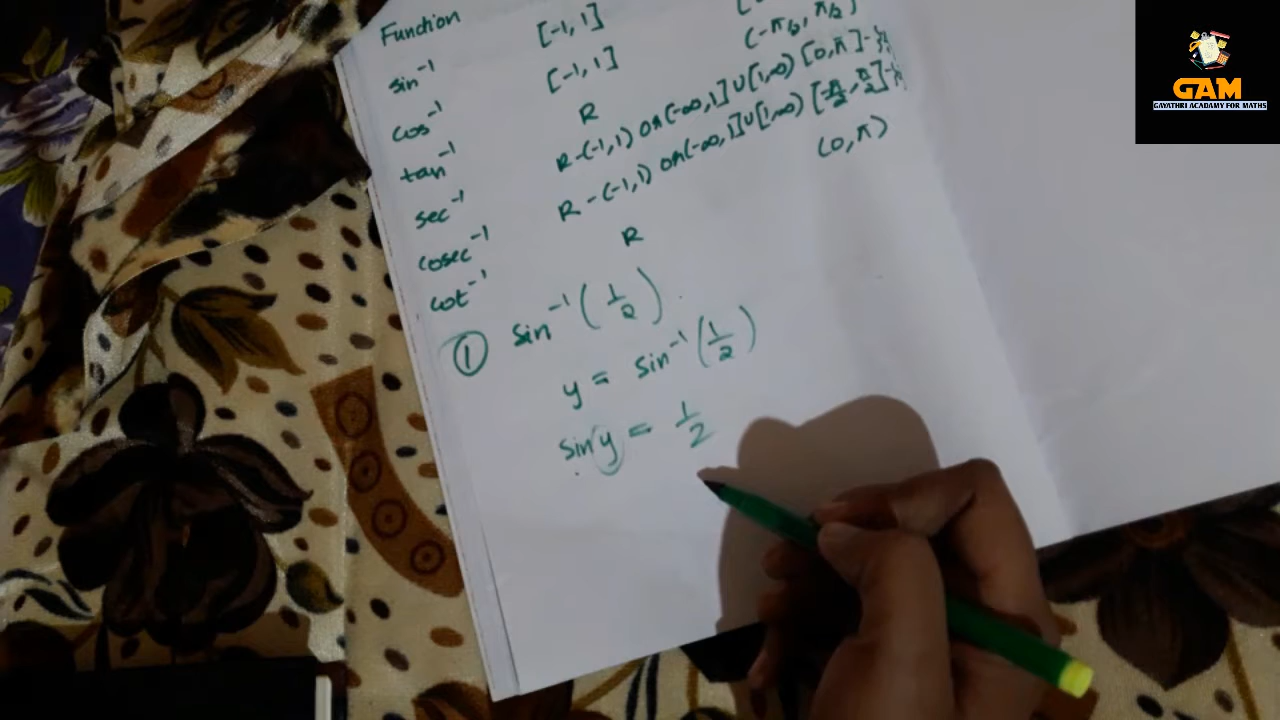 Function
sin⁻¹ [-1, 1]
cos⁻¹ [-1, 1] (-π/2, π/2)
tan⁻¹ R
sec⁻¹ R-(-1,1) OR (-∞,1]∪[1,∞) [0,π]-
cosec⁻¹ R-(-1,1) OR (-∞,1]∪[1,∞) [-π/2, π/2]-
cot⁻¹ R (0, π)
① sin⁻¹(1/2)
y = sin⁻¹(1/2)
sin y = 1/2
GAM
GAYATHRI ACADAMY FOR MATHS